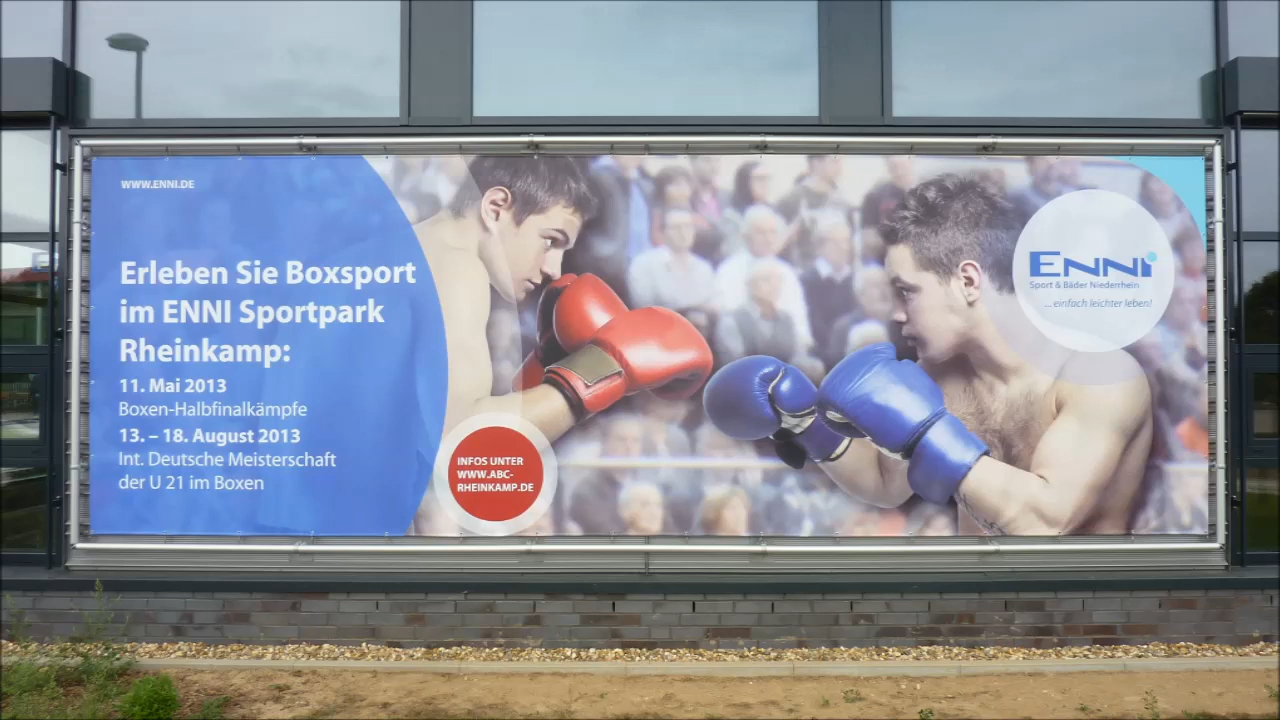 WWW.ENNI.DE
Erleben Sie Boxsport
im ENNI Sportpark
Rheinkamp:
11. Mai 2013
Boxen-Halbfinalkämpfe
13. – 18. August 2013
Int. Deutsche Meisterschaft
der U 21 im Boxen
INFOS UNTER
WWW.ABC-
RHEINKAMP.DE
ENNI
Sport & Bäder Niederrhein
... einfach leichter leben!